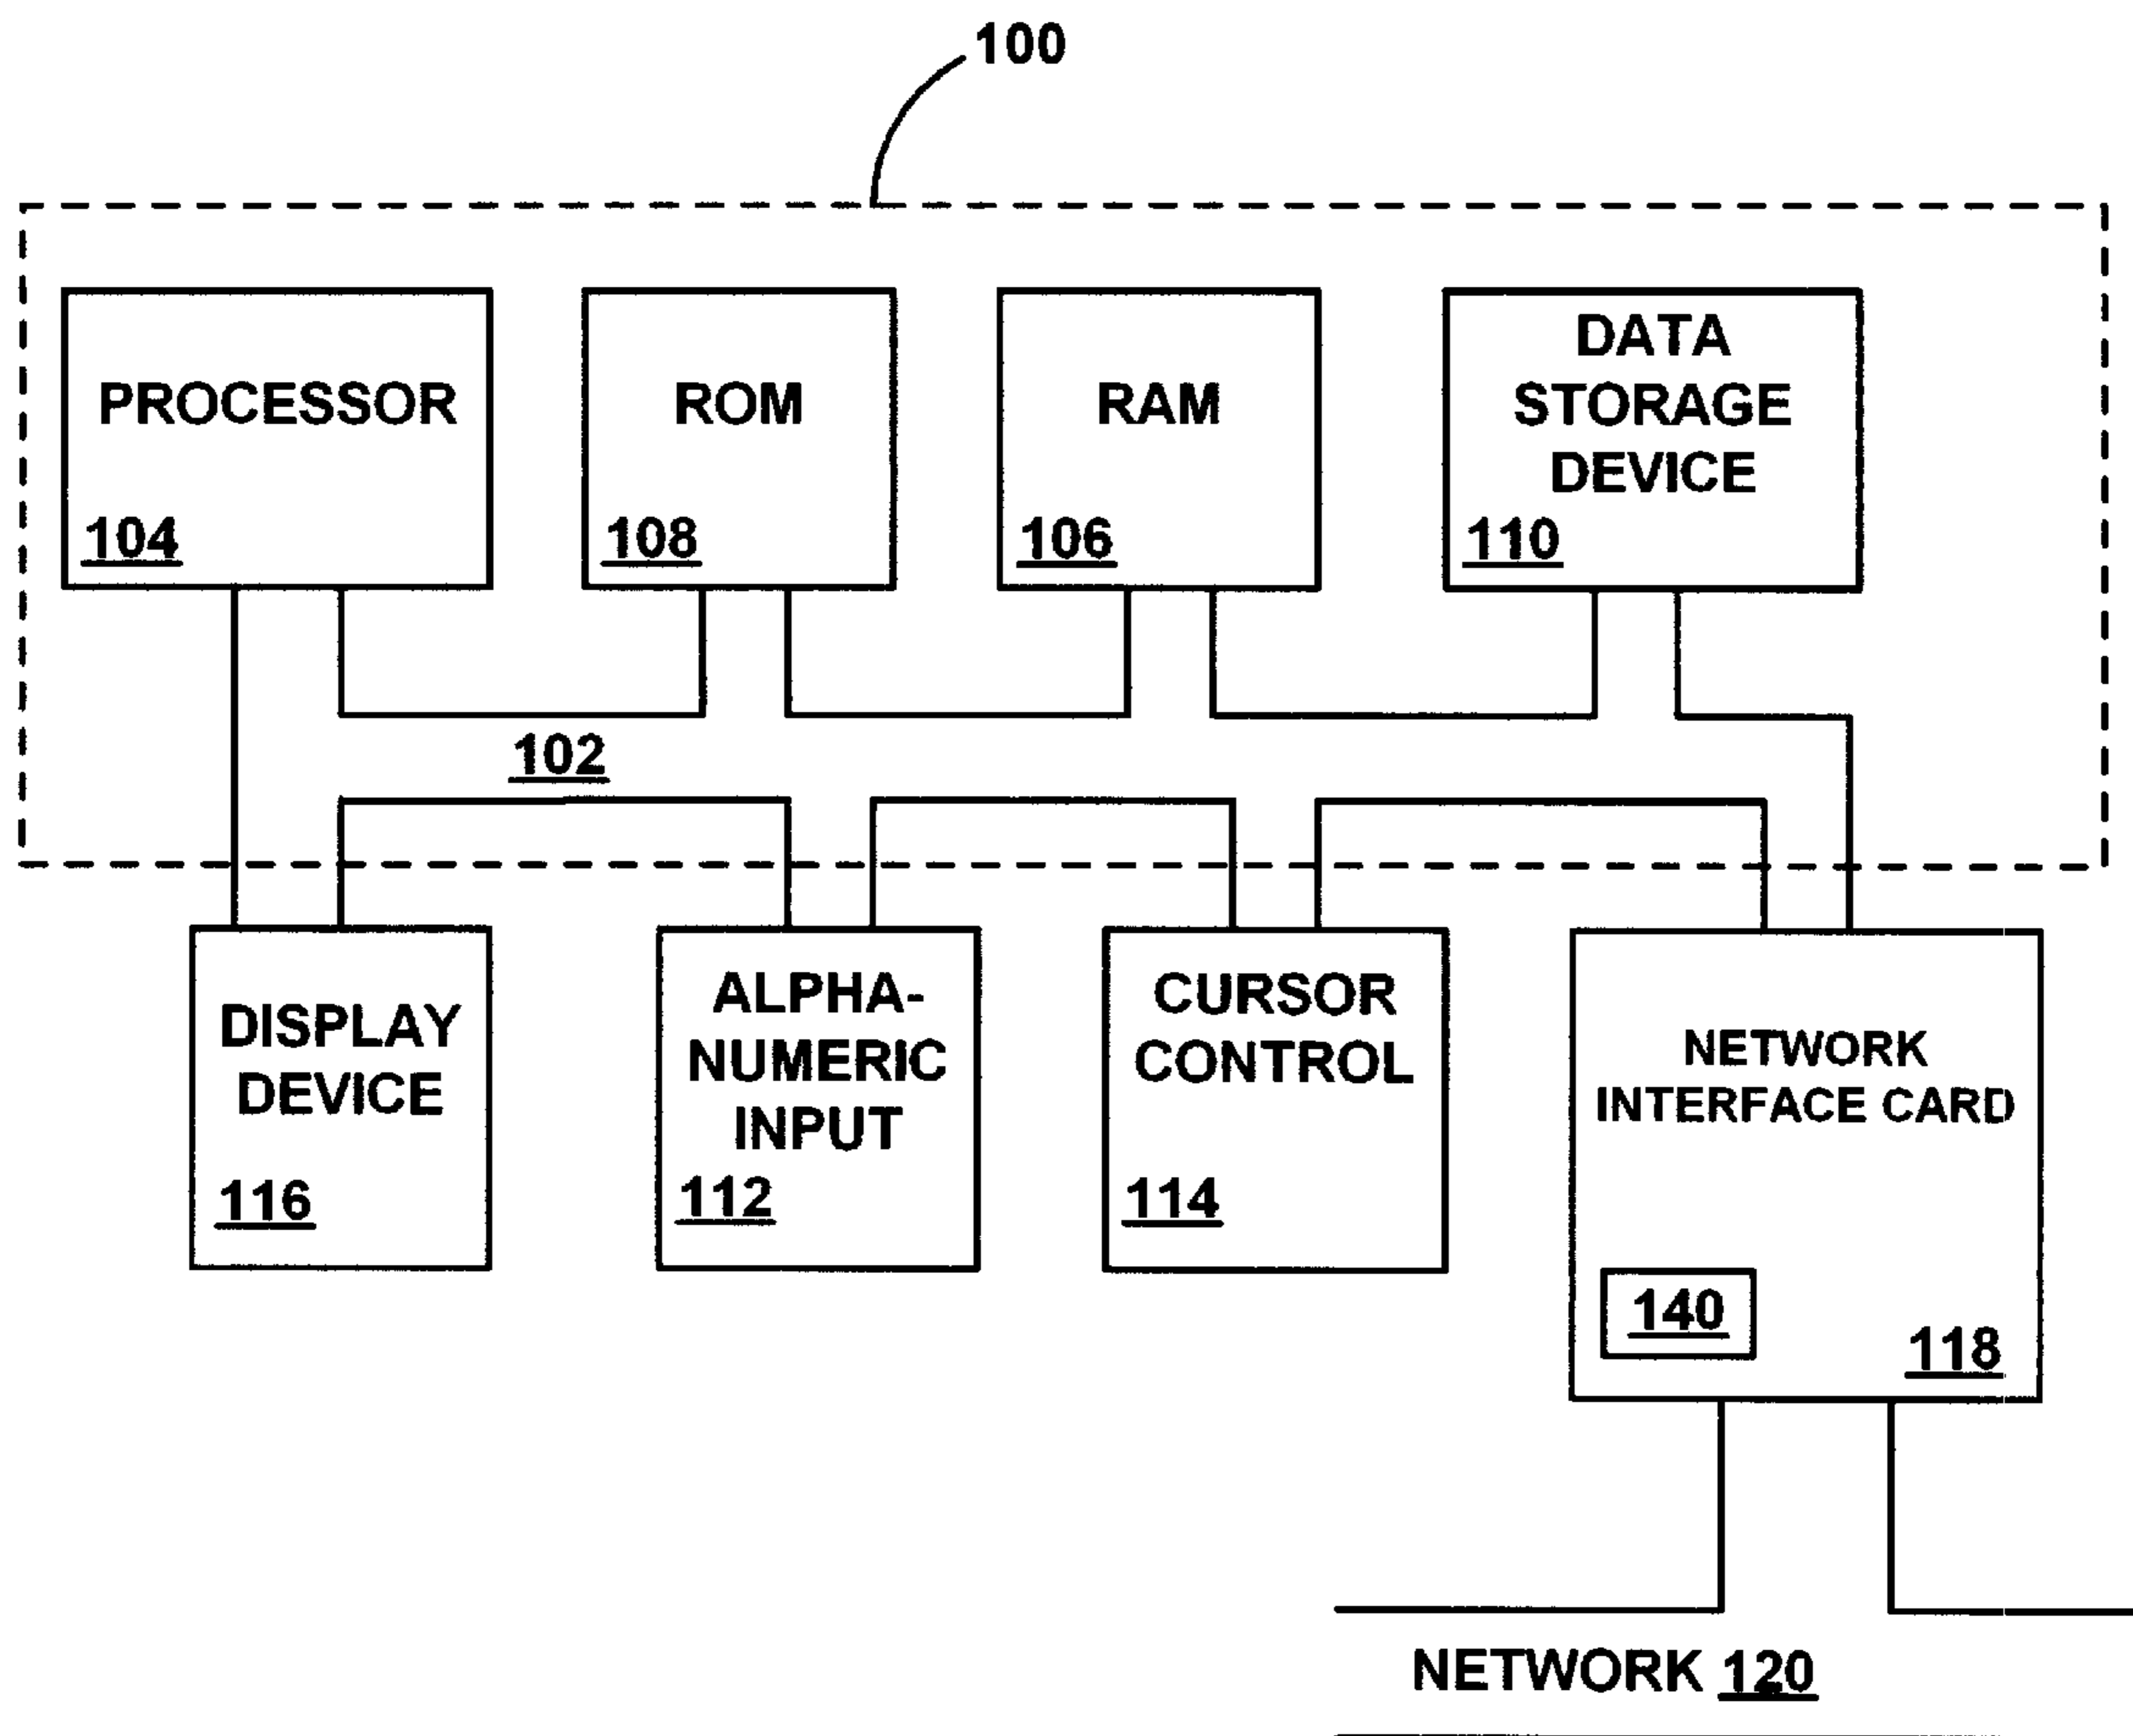 100
PROCESSOR
104
ROM
108
RAM
106
DATA
STORAGE
DEVICE
110
102
DISPLAY
DEVICE
116
ALPHA-
NUMERIC
INPUT
112
CURSOR
CONTROL
114
NETWORK
INTERFACE CARD
140
118
NETWORK 120